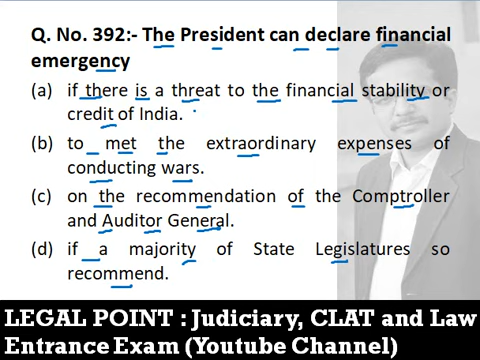 Q. No. 392:- The President can declare financial
emergency
(a) if there is a threat to the financial stability or
credit of India.
(b) to met the extraordinary expenses of
conducting wars.
(c) on the recommendation of the Comptroller
and Auditor General.
(d) if a majority of State Legislatures so
recommend.
LEGAL POINT : Judiciary, CLAT and Law
Entrance Exam (Youtube Channel)